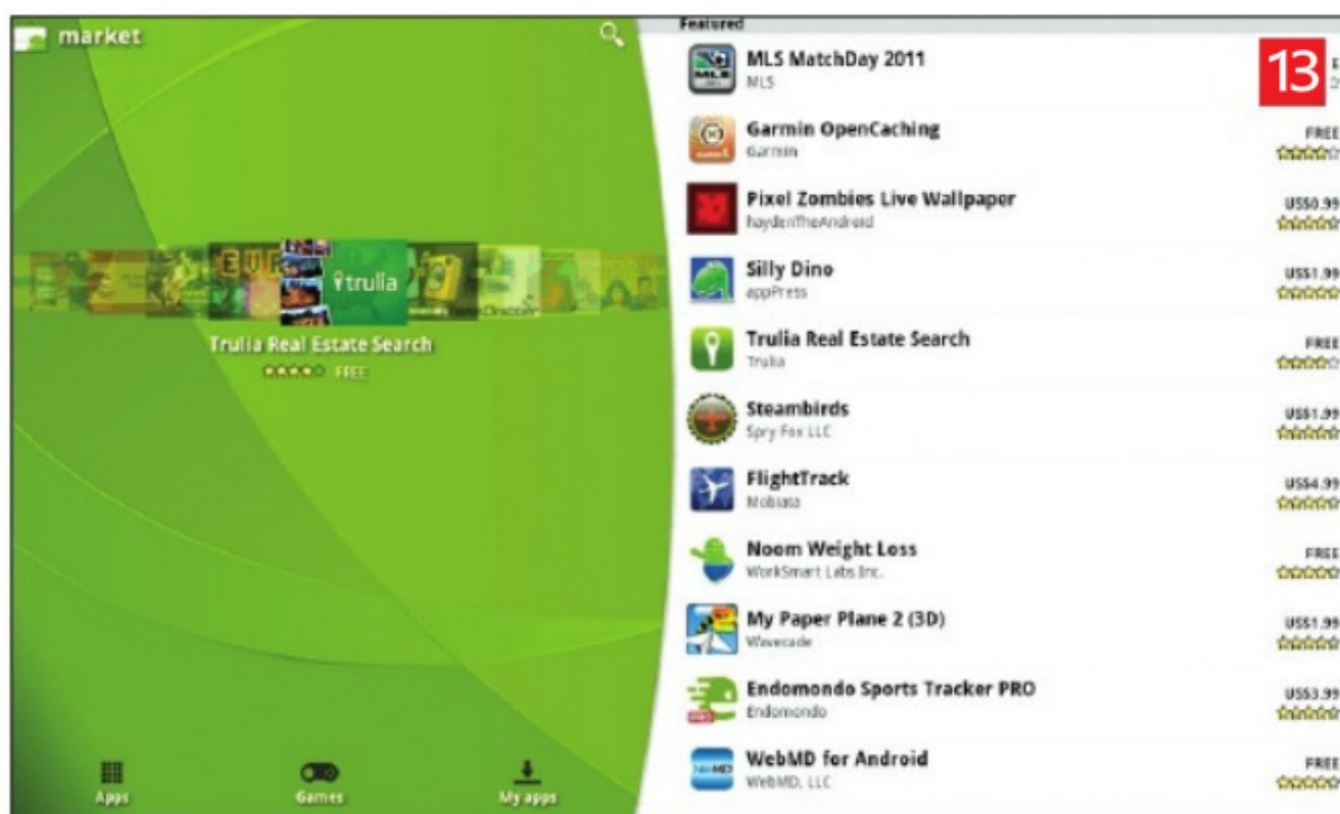 market
trulia
Trulia Real Estate Search
FREE
Apps
Games
My apps
Featured
13
MLS MatchDay 2011
MLS
Garmin OpenCaching
Garmin
FREE
Pixel Zombies Live Wallpaper
haydenTheAndroid
US$0.99
Silly Dino
appPress
US$1.99
Trulia Real Estate Search
Trulia
FREE
Steambirds
Spry Fox LLC
US$1.99
FlightTrack
Mobiata
US$4.99
Noom Weight Loss
WorkSmart Labs Inc.
FREE
My Paper Plane 2 (3D)
Wavecade
US$1.99
PRO
Endomondo Sports Tracker PRO
Endomondo
US$3.99
WebMD for Android
WebMD, LLC
FREE